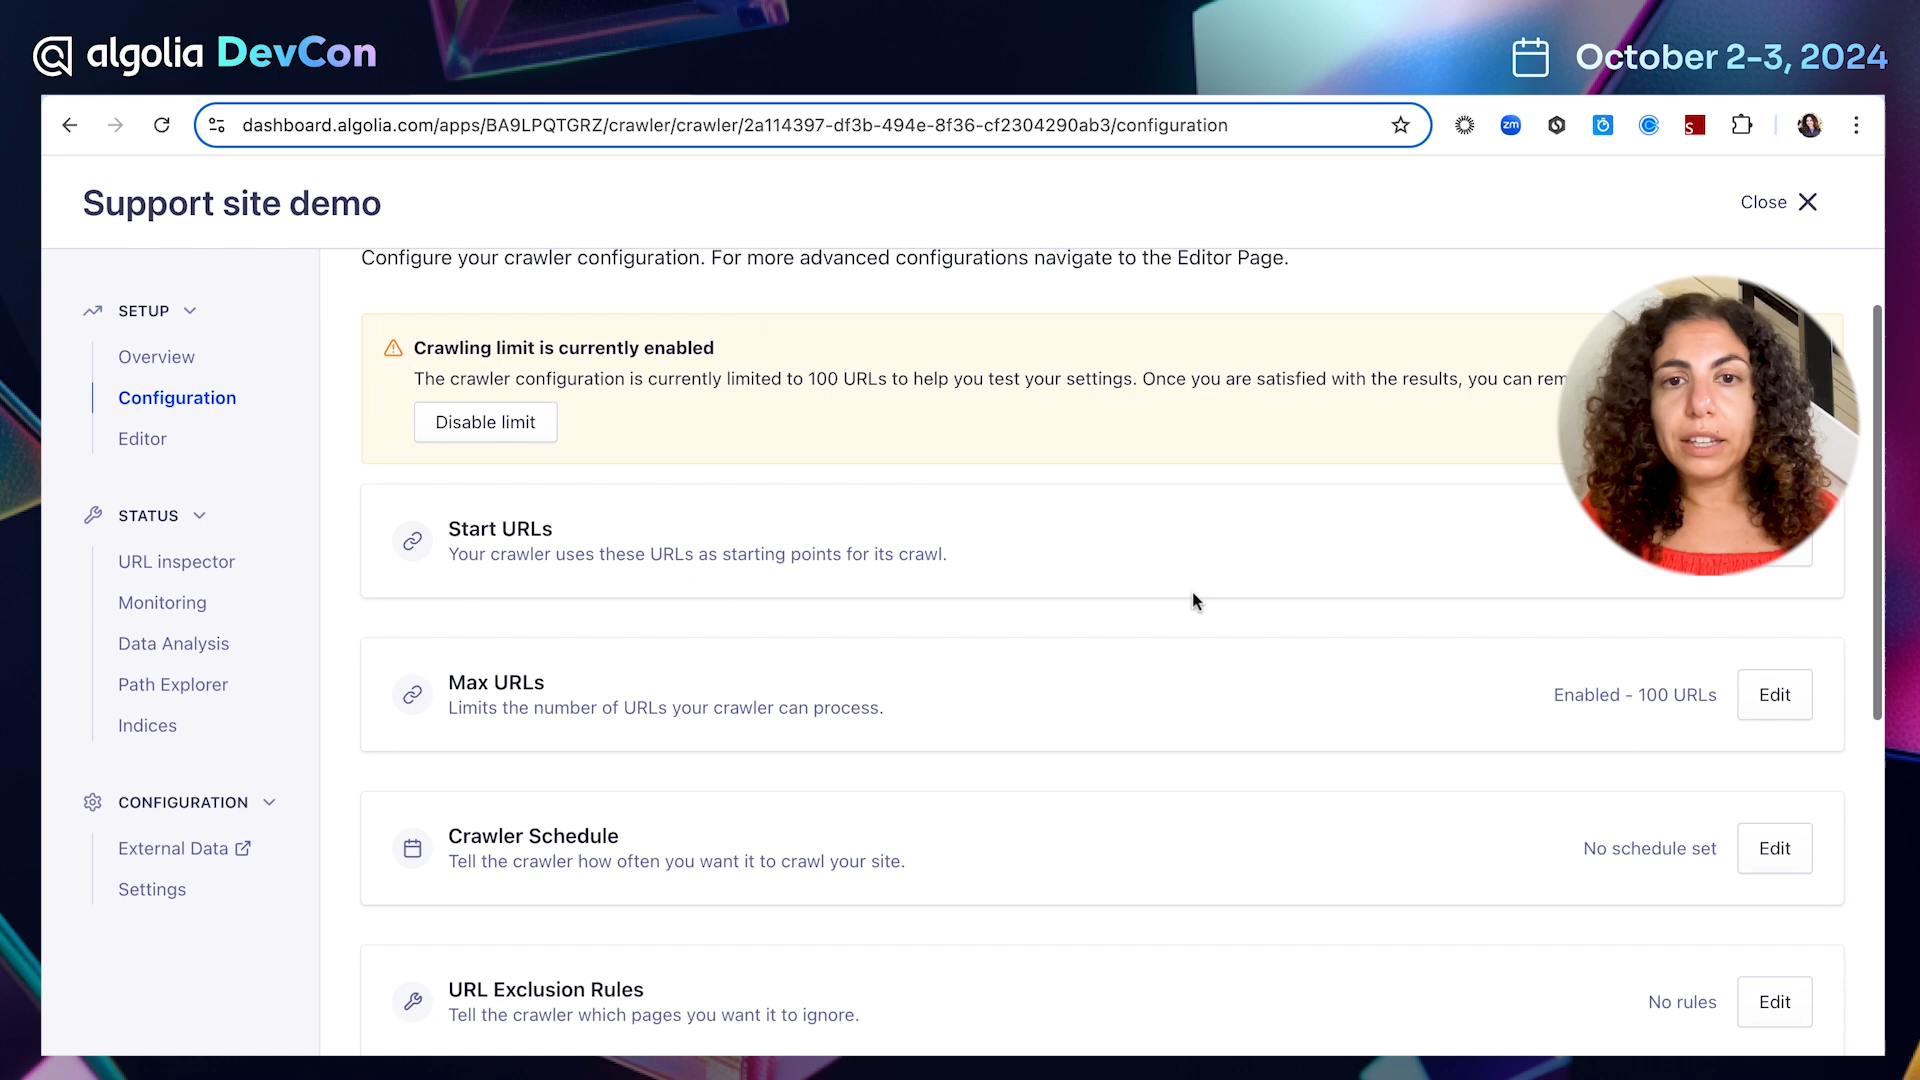 algolia DevCon
October 2-3, 2024
dashboard.algolia.com/apps/BA9LPQTGRZ/crawler/crawler/2a114397-df3b-494e-8f36-cf2304290ab3/configuration
zm
S
Support site demo
Close
Configure your crawler configuration. For more advanced configurations navigate to the Editor Page.
SETUP
Overview
Configuration
Editor
STATUS
URL inspector
Monitoring
Data Analysis
Path Explorer
Indices
CONFIGURATION
External Data
Settings
Crawling limit is currently enabled
The crawler configuration is currently limited to 100 URLs to help you test your settings. Once you are satisfied with the results, you can rem
Disable limit
Start URLs
Your crawler uses these URLs as starting points for its crawl.
Max URLs
Limits the number of URLs your crawler can process.
Enabled - 100 URLs
Edit
Crawler Schedule
Tell the crawler how often you want it to crawl your site.
No schedule set
Edit
URL Exclusion Rules
Tell the crawler which pages you want it to ignore.
No rules
Edit